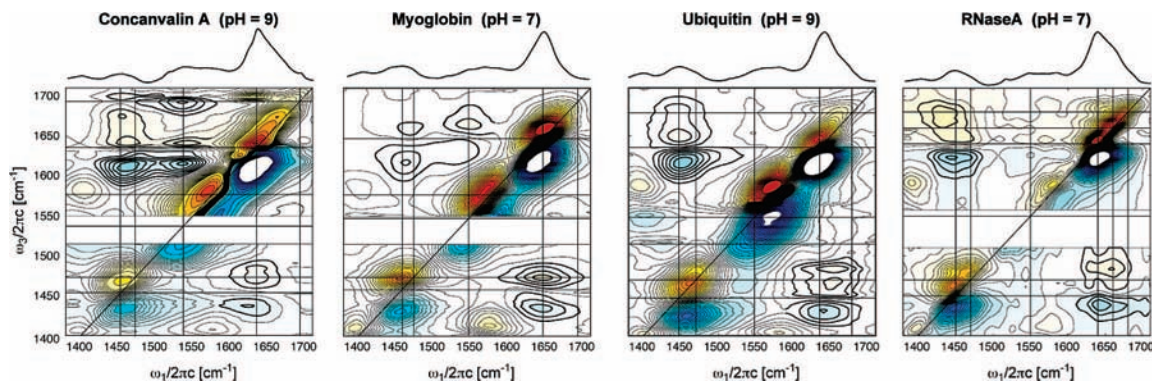 Concanvalin A (pH = 9)
Myoglobin (pH = 7)
Ubiquitin (pH = 9)
RNaseA (pH = 7)
ω₃/2πc [cm⁻¹]
1700
1650
1600
1550
1500
1450
1400
1400 1450 1500 1550 1600 1650 1700
1400 1450 1500 1550 1600 1650 1700
1400 1450 1500 1550 1600 1650 1700
1400 1450 1500 1550 1600 1650 1700
ω₁/2πc [cm⁻¹]
ω₁/2πc [cm⁻¹]
ω₁/2πc [cm⁻¹]
ω₁/2πc [cm⁻¹]